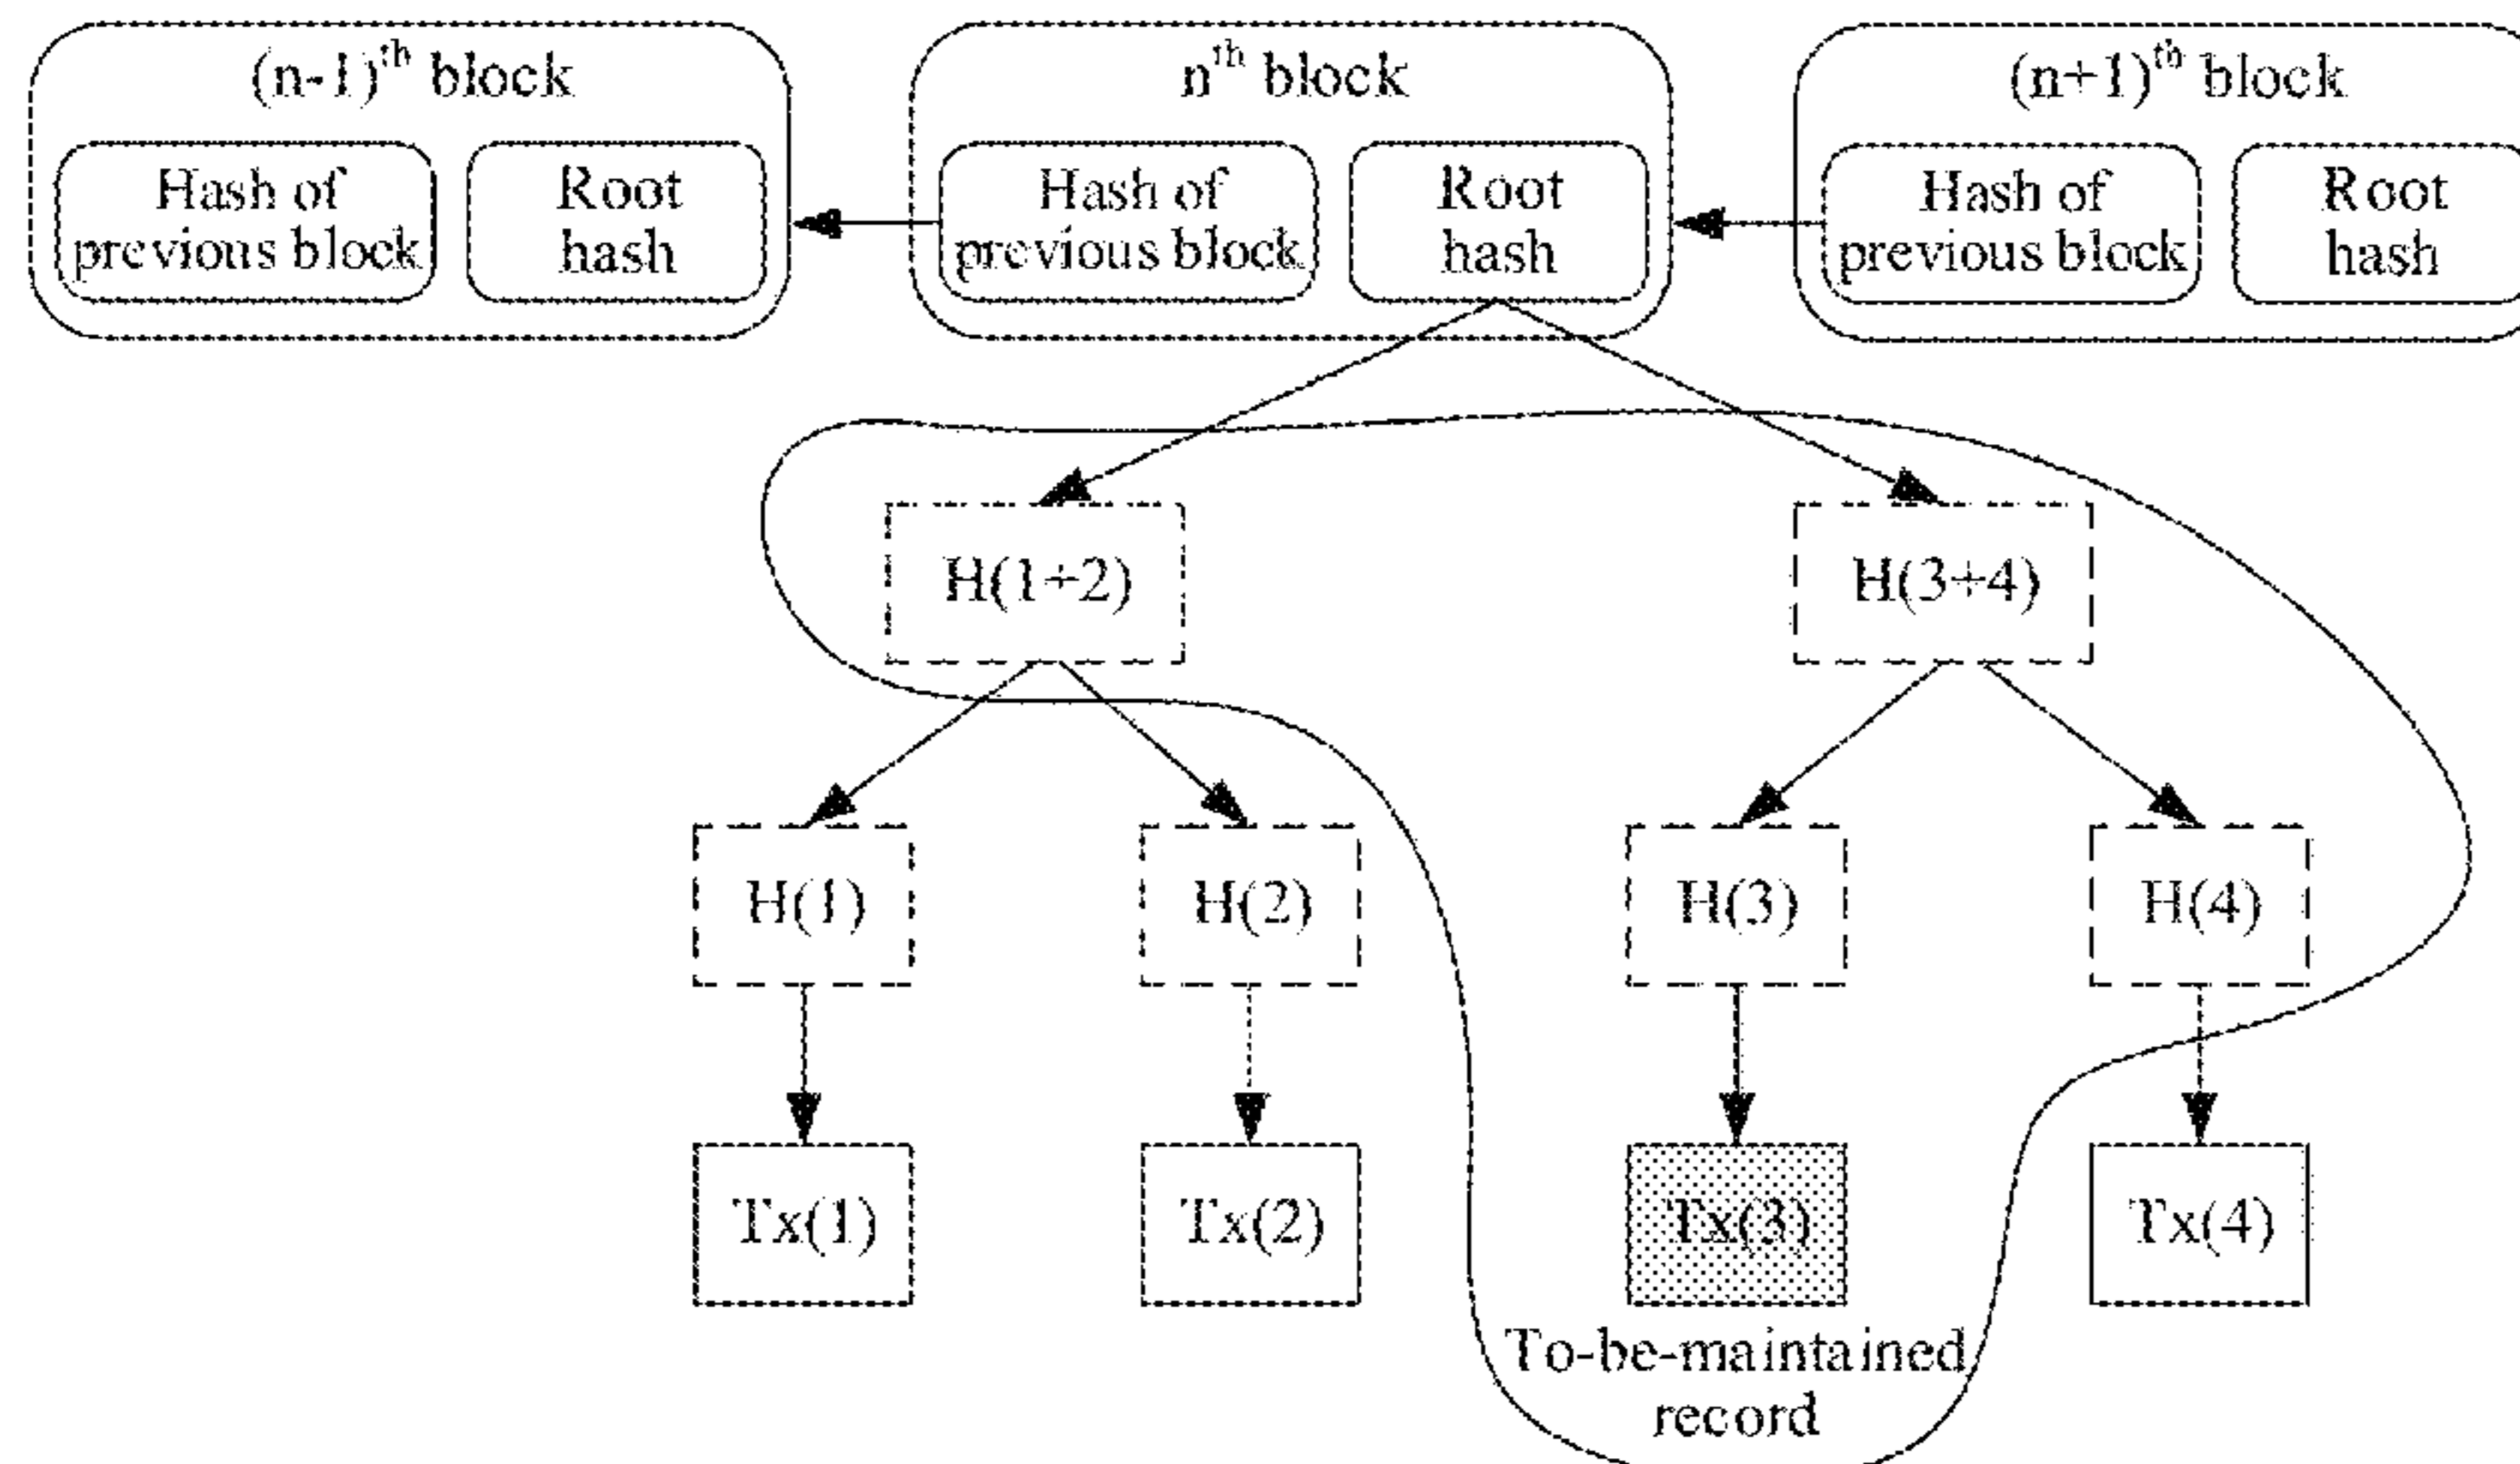 (n-1)th block
nth block
(n+1)th block
Hash of
previous block
Root
hash
Hash of
previous block
Root
hash
Hash of
previous block
Root
hash
H(1+2)
H(3+4)
H(1)
H(2)
H(3)
H(4)
Tx(1)
Tx(2)
Tx(3)
Tx(4)
To-be-maintained
record